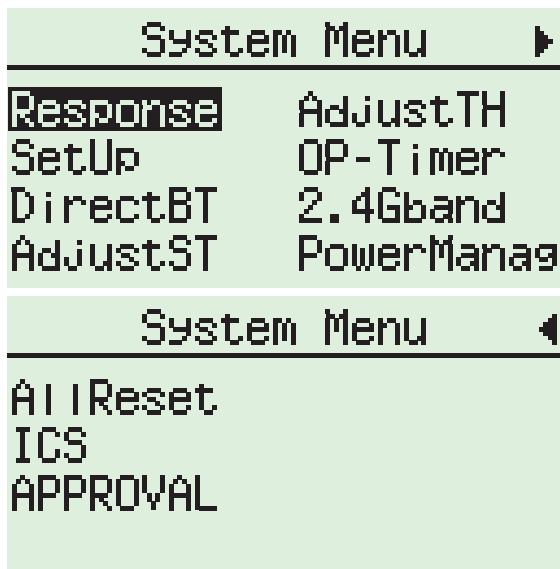 System Menu
Response AdjustTH
SetUp OP-Timer
DirectBT 2.4Gband
AdjustST PowerManag
System Menu
AllReset
ICS
APPROVAL